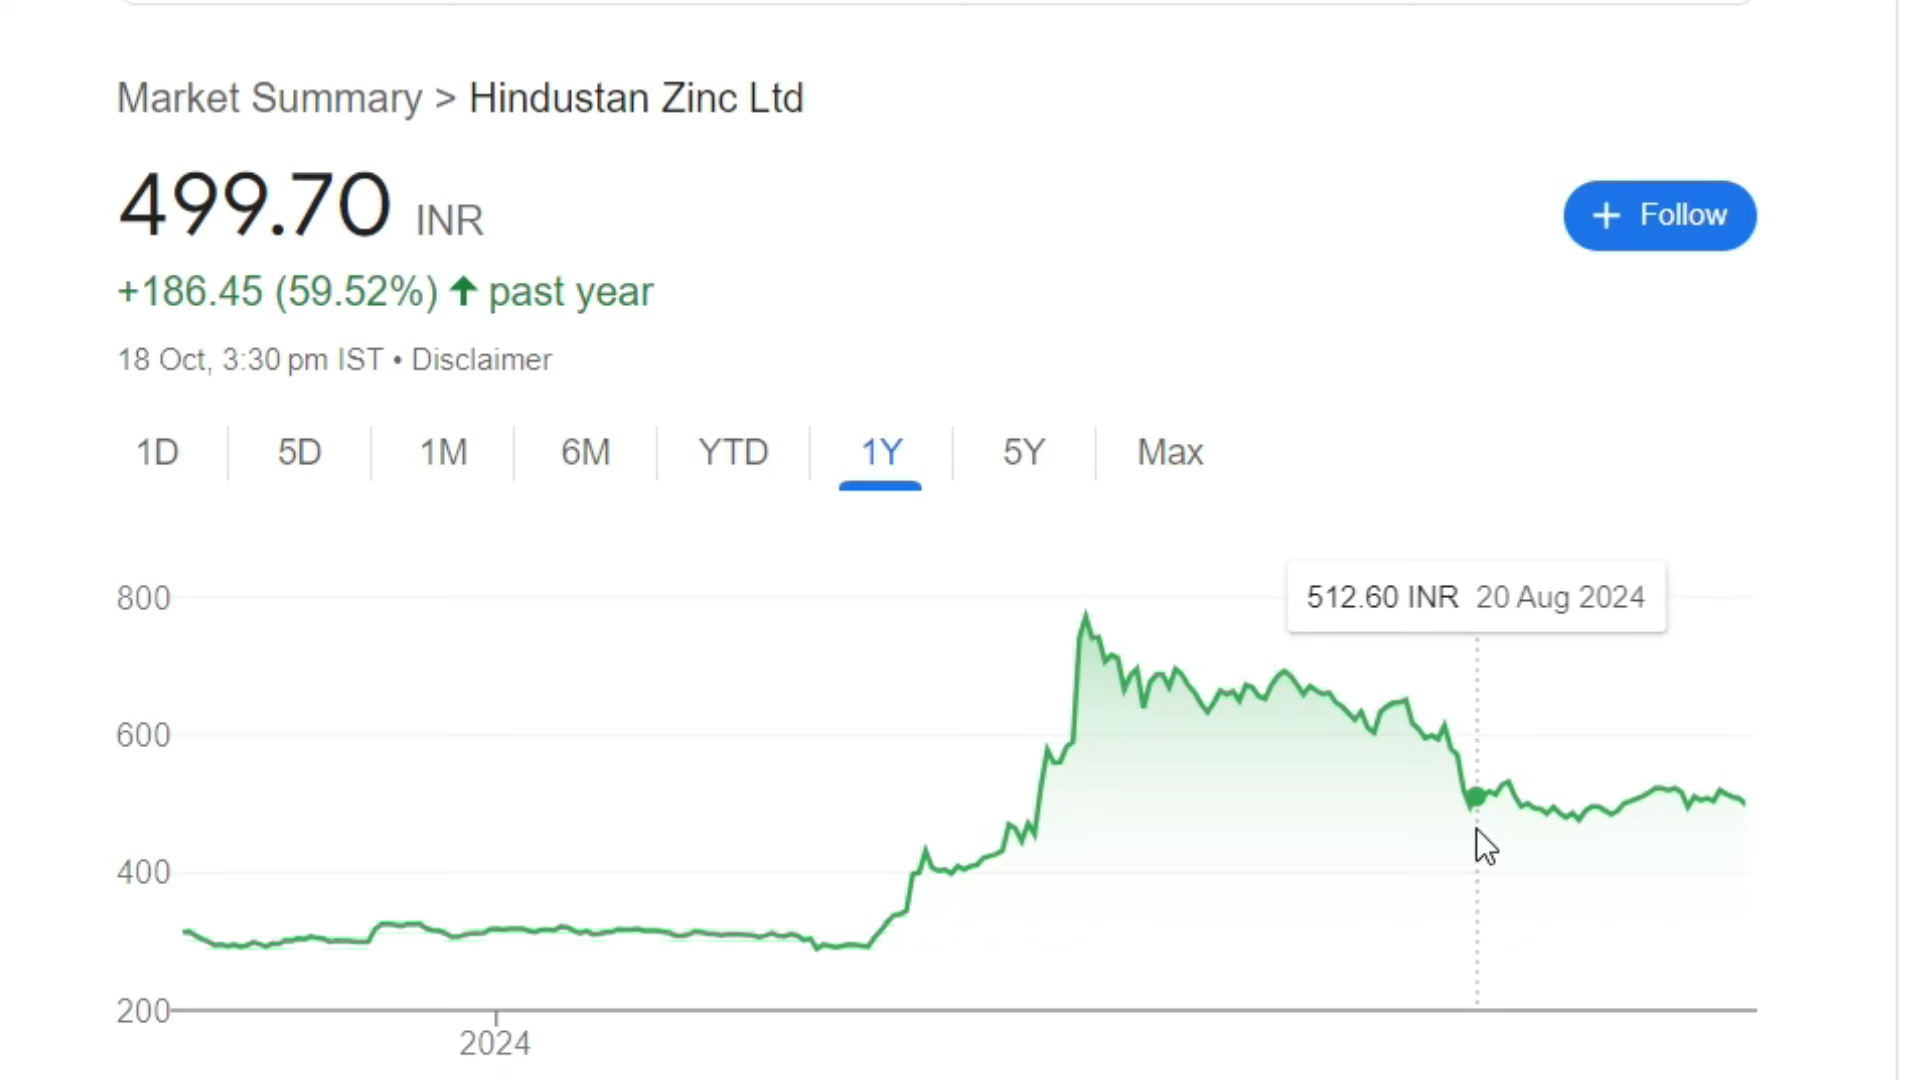 Market Summary > Hindustan Zinc Ltd
499.70 INR
+ Follow
+186.45 (59.52%) ↑ past year
18 Oct, 3:30 pm IST • Disclaimer
1D 5D 1M 6M YTD 1Y 5Y Max
800
512.60 INR 20 Aug 2024
600
400
200
2024